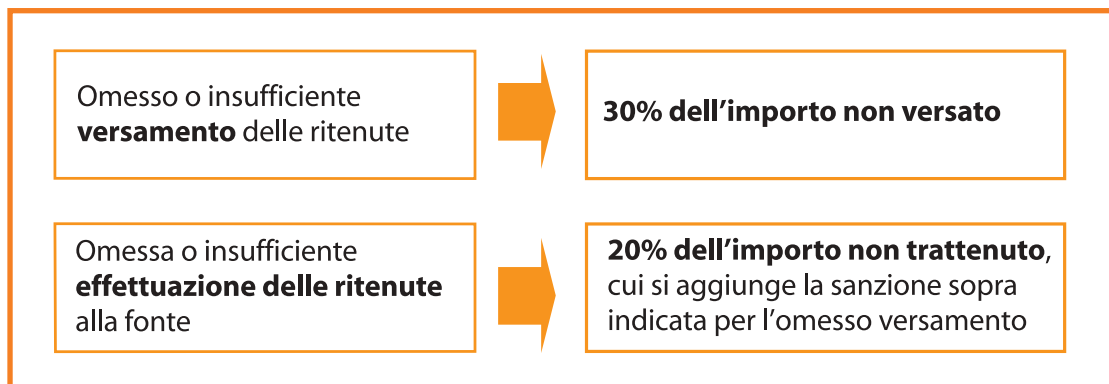 Omesso o insufficiente
versamento delle ritenute
30% dell'importo non versato
Omessa o insufficiente
effettuazione delle ritenute
alla fonte
20% dell'importo non trattenuto,
cui si aggiunge la sanzione sopra
indicata per l'omesso versamento